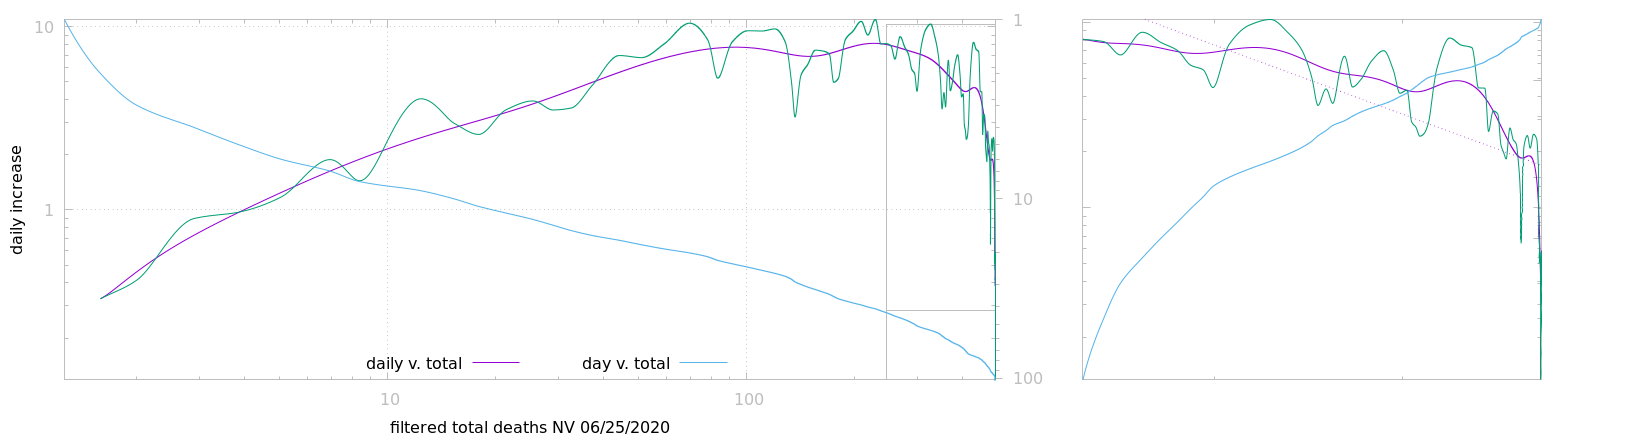 10
1
daily increase
1
10
100
daily v. total
day v. total
10
100
filtered total deaths NV 06/25/2020